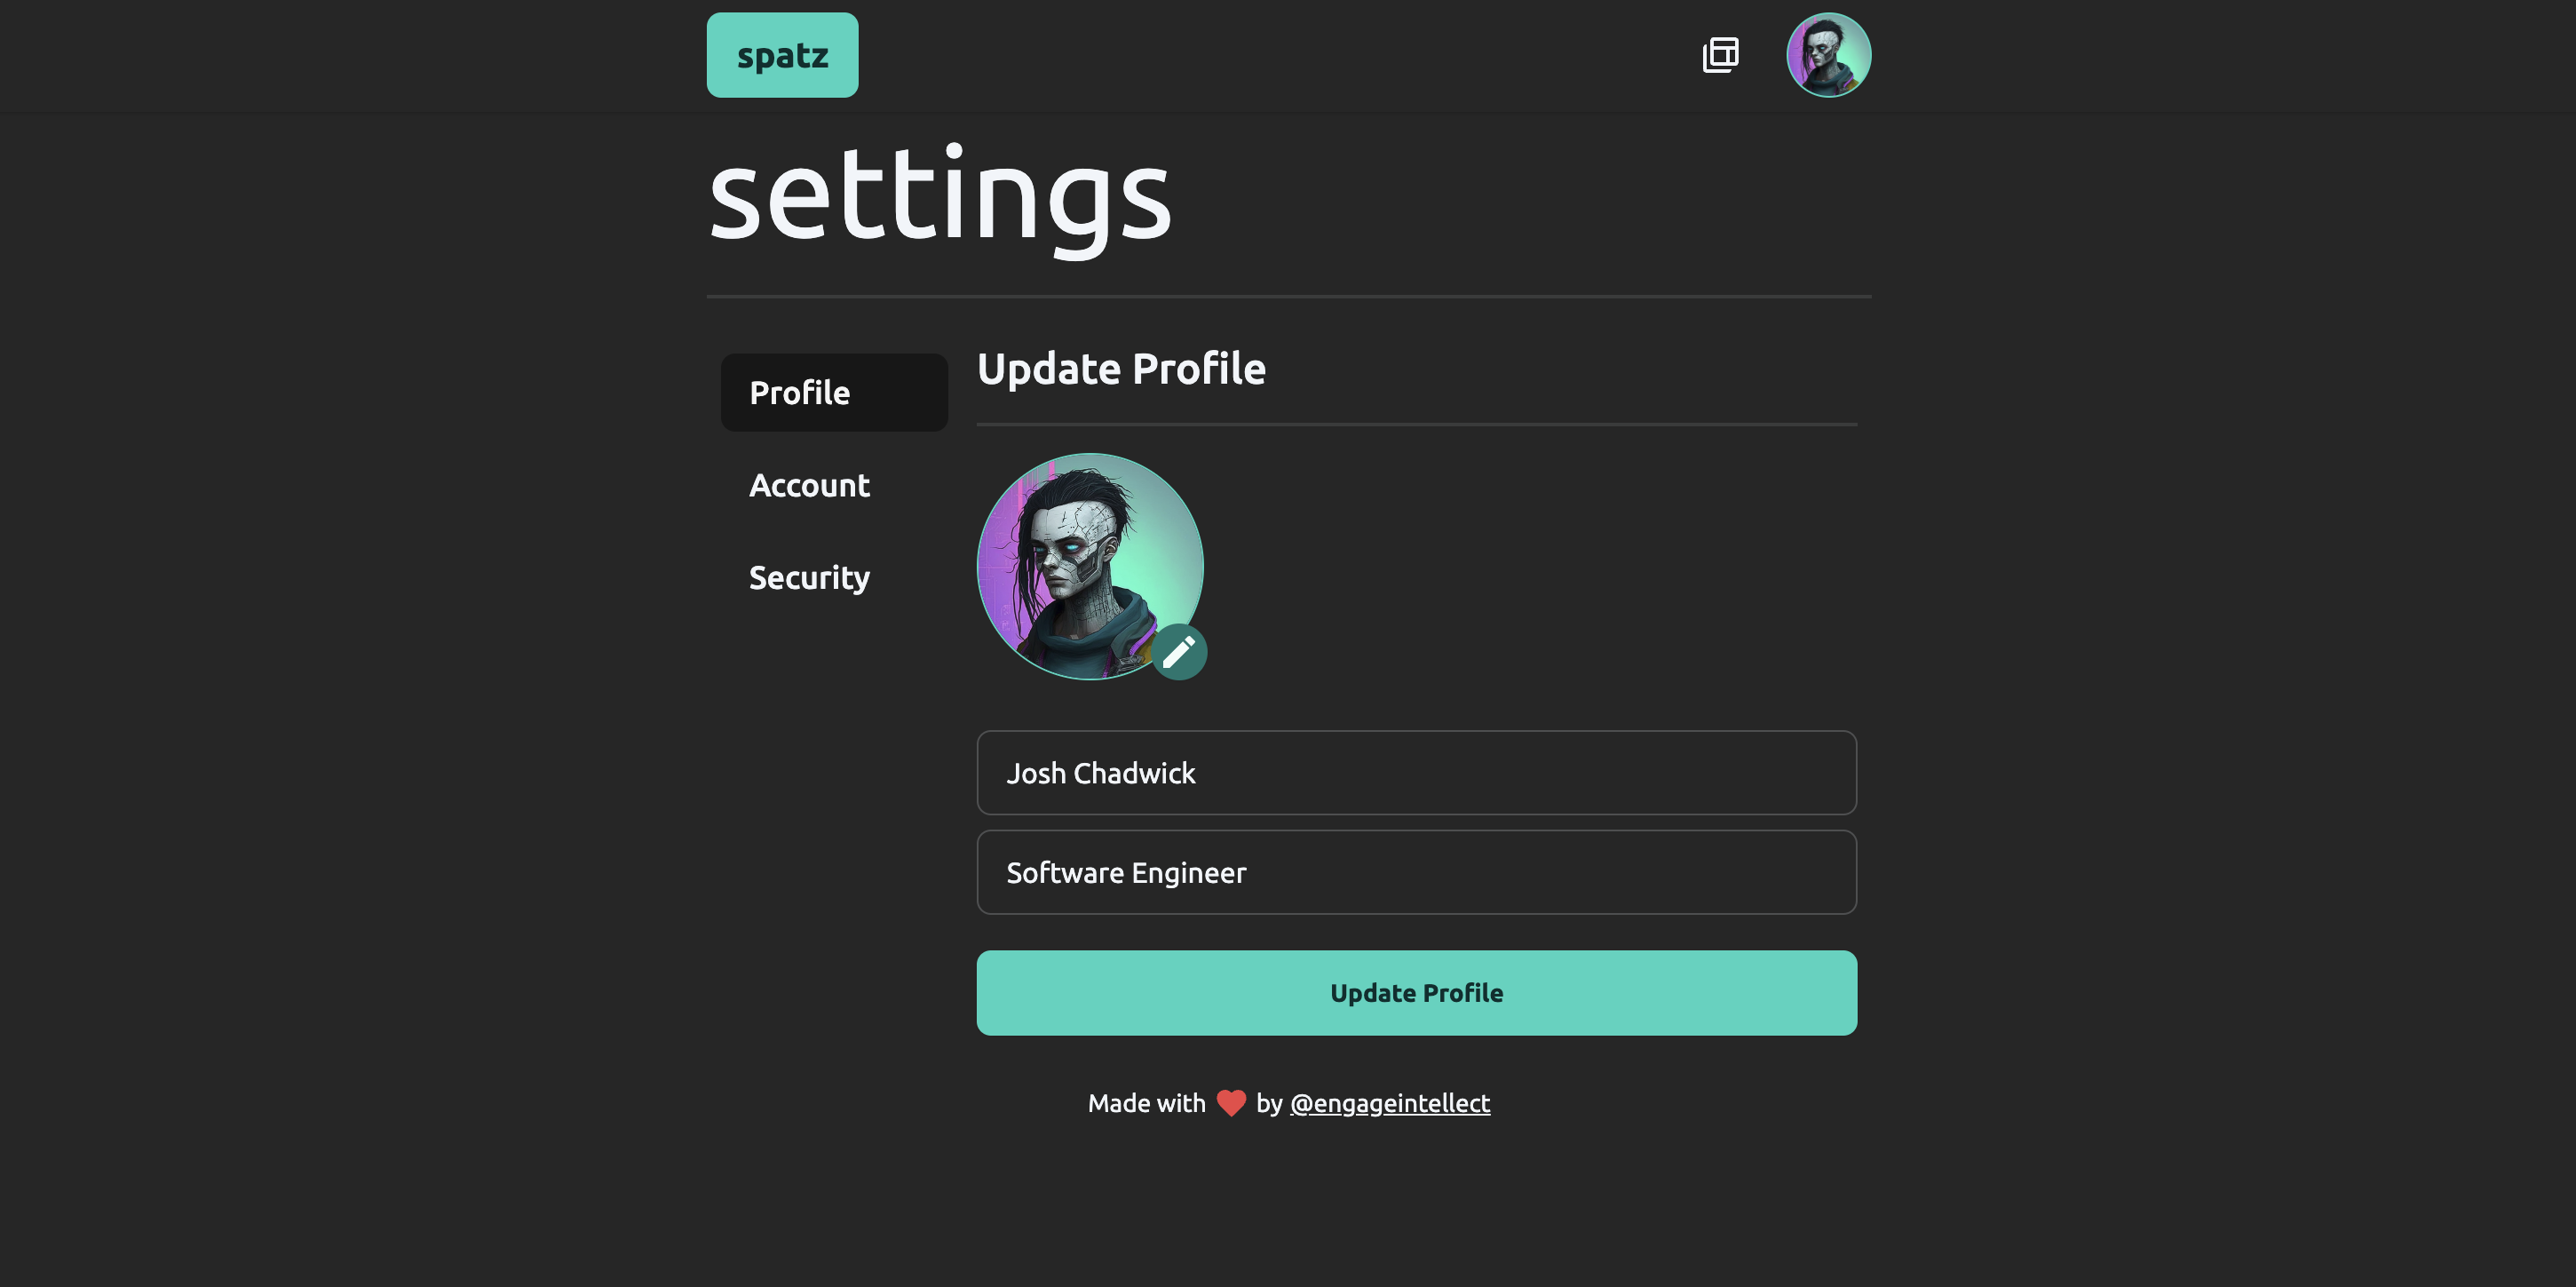 spatz
settings
Profile
Account
Security
Update Profile
Josh Chadwick
Software Engineer
Update Profile
Made with by @engageintellect